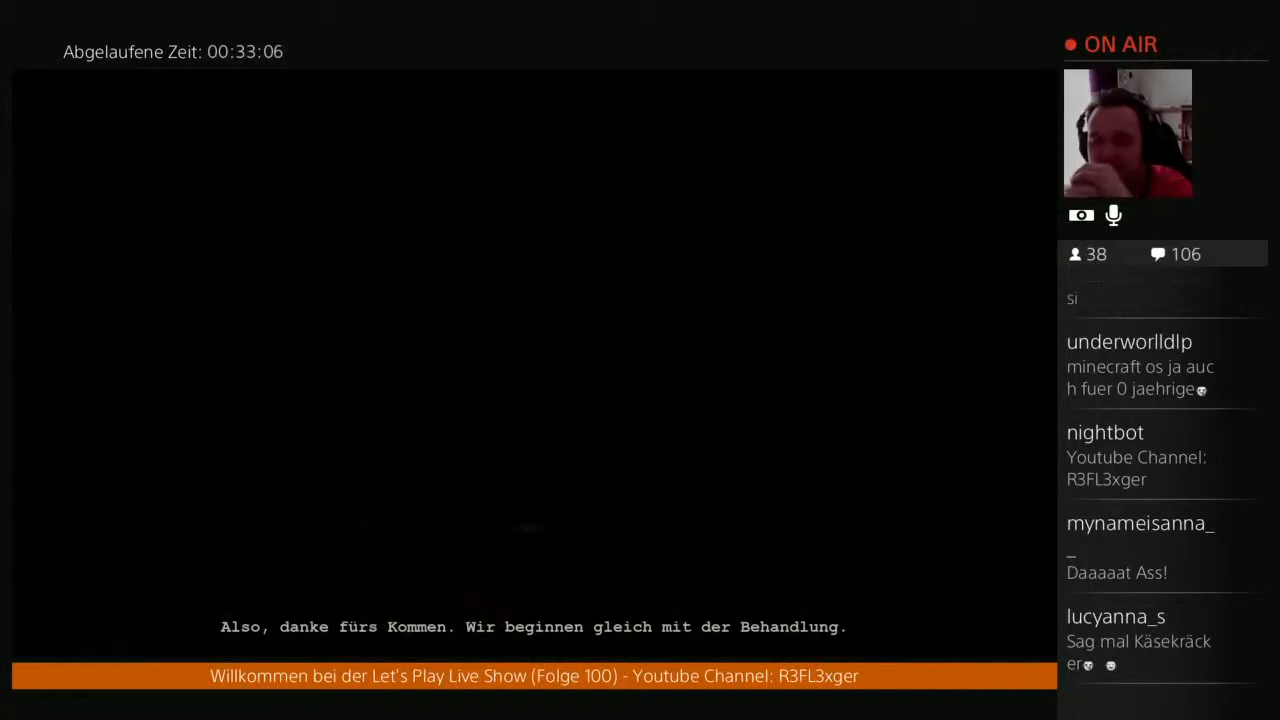 Abgelaufene Zeit: 00:33:06
ON AIR
38 106
si
underworlldlp
minecraft os ja auc
h fuer 0 jaehrige
nightbot
Youtube Channel:
R3FL3xger
mynameisanna_
_
Daaaaat Ass!
lucyanna_s
Sag mal Käsekräck
er
Also, danke fürs Kommen. Wir beginnen gleich mit der Behandlung.
Willkommen bei der Let's Play Live Show (Folge 100) - Youtube Channel: R3FL3xger